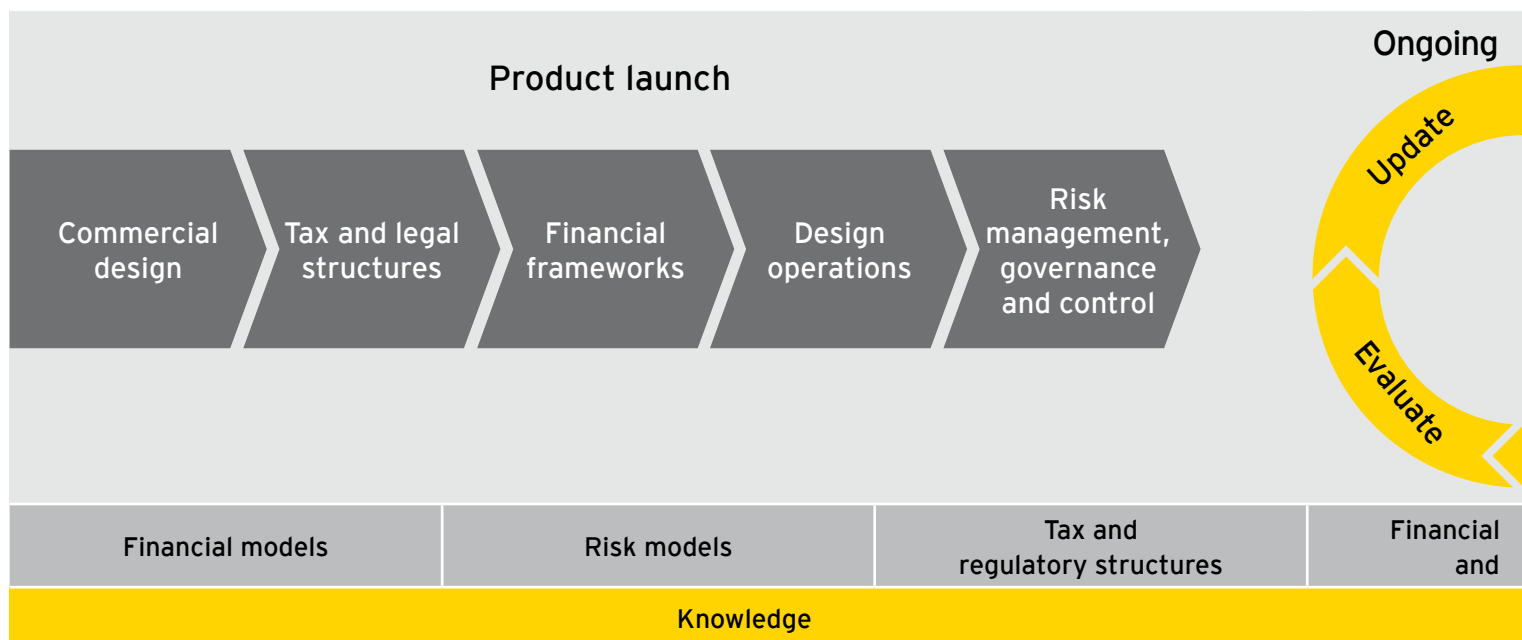 Product launch
Ongoing
Commercial
design
Tax and legal
structures
Financial
frameworks
Design
operations
Risk
management,
governance
and control
Update
Evaluate
Financial models
Risk models
Tax and
regulatory structures
Financial
and
Knowledge